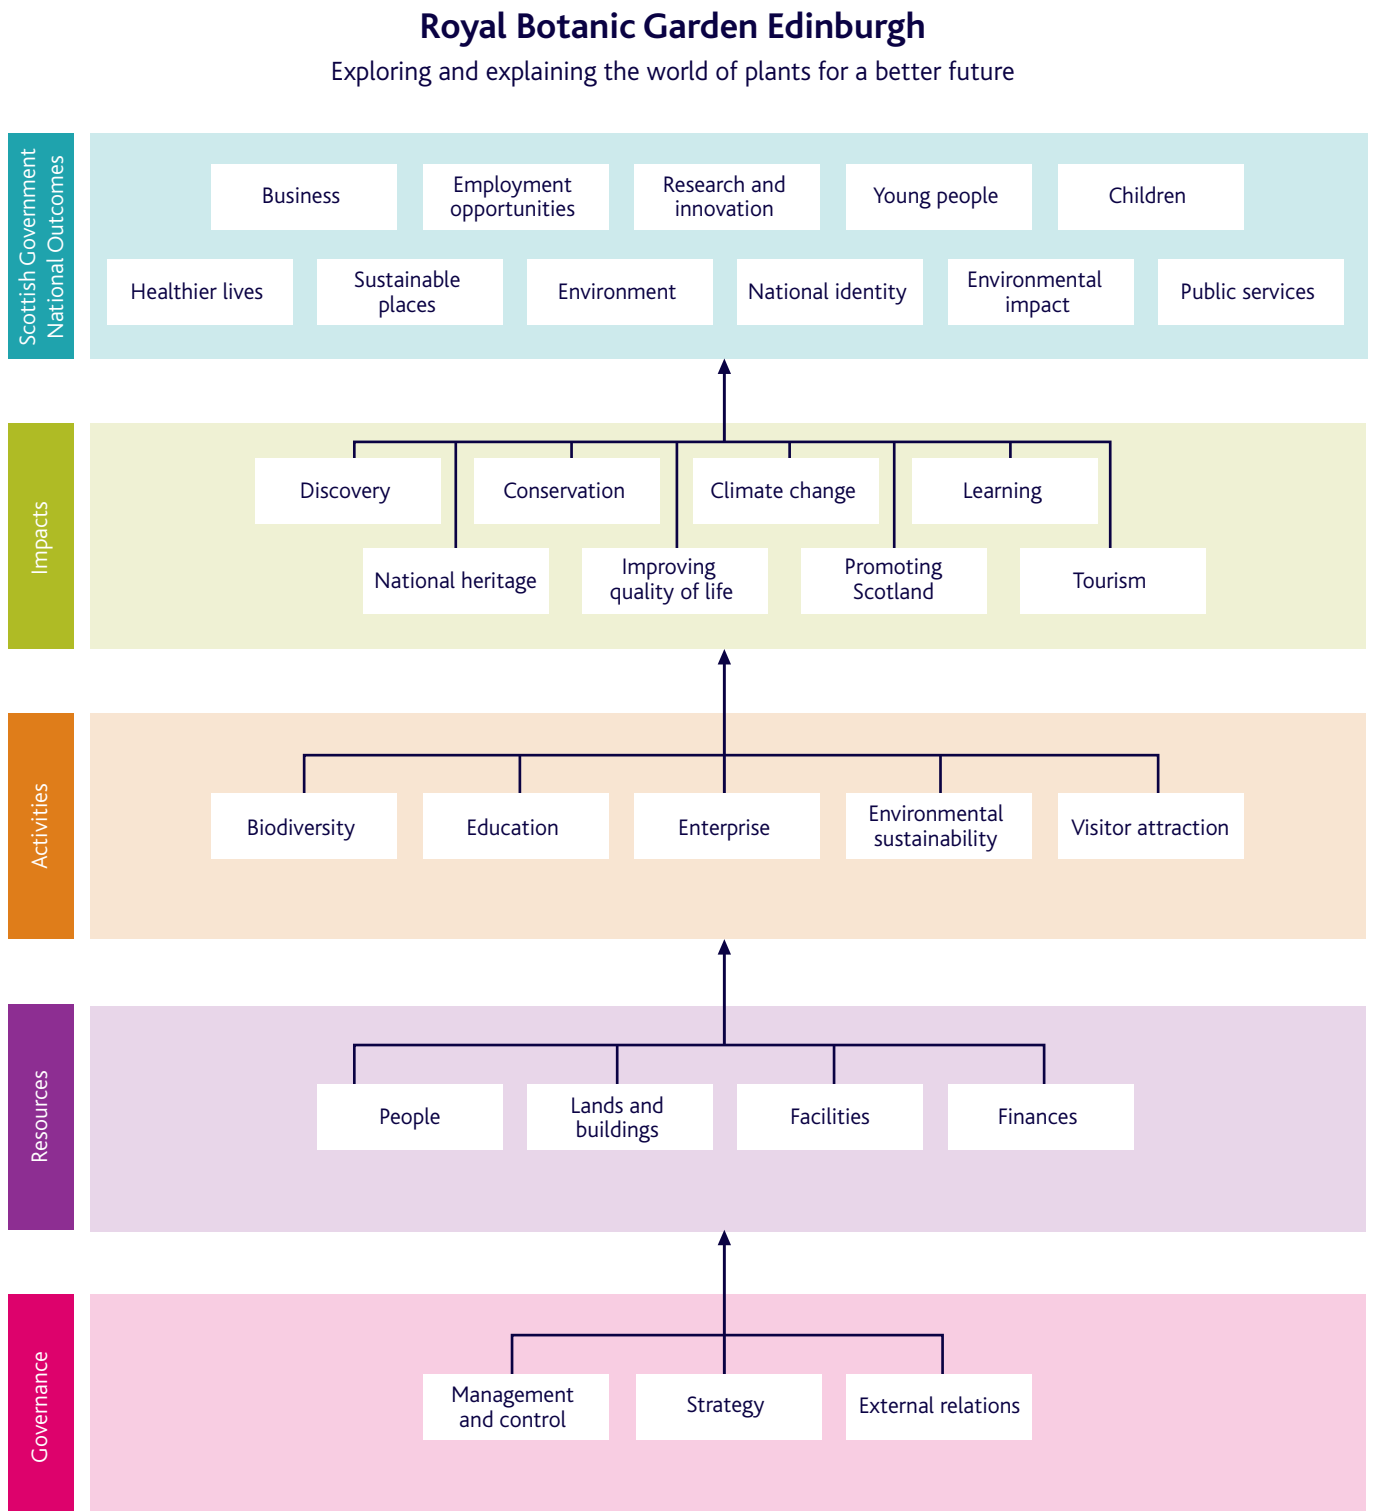 Royal Botanic Garden Edinburgh
Exploring and explaining the world of plants for a better future
Scottish Government
National Outcomes
Business
Employment
opportunities
Research and
innovation
Young people
Children
Healthier lives
Sustainable
places
Environment
National identity
Environmental
impact
Public services
Impacts
Discovery
Conservation
Climate change
Learning
National heritage
Improving
quality of life
Promoting
Scotland
Tourism
Activities
Biodiversity
Education
Enterprise
Environmental
sustainability
Visitor attraction
Resources
People
Lands and
buildings
Facilities
Finances
Governance
Management
and control
Strategy
External relations